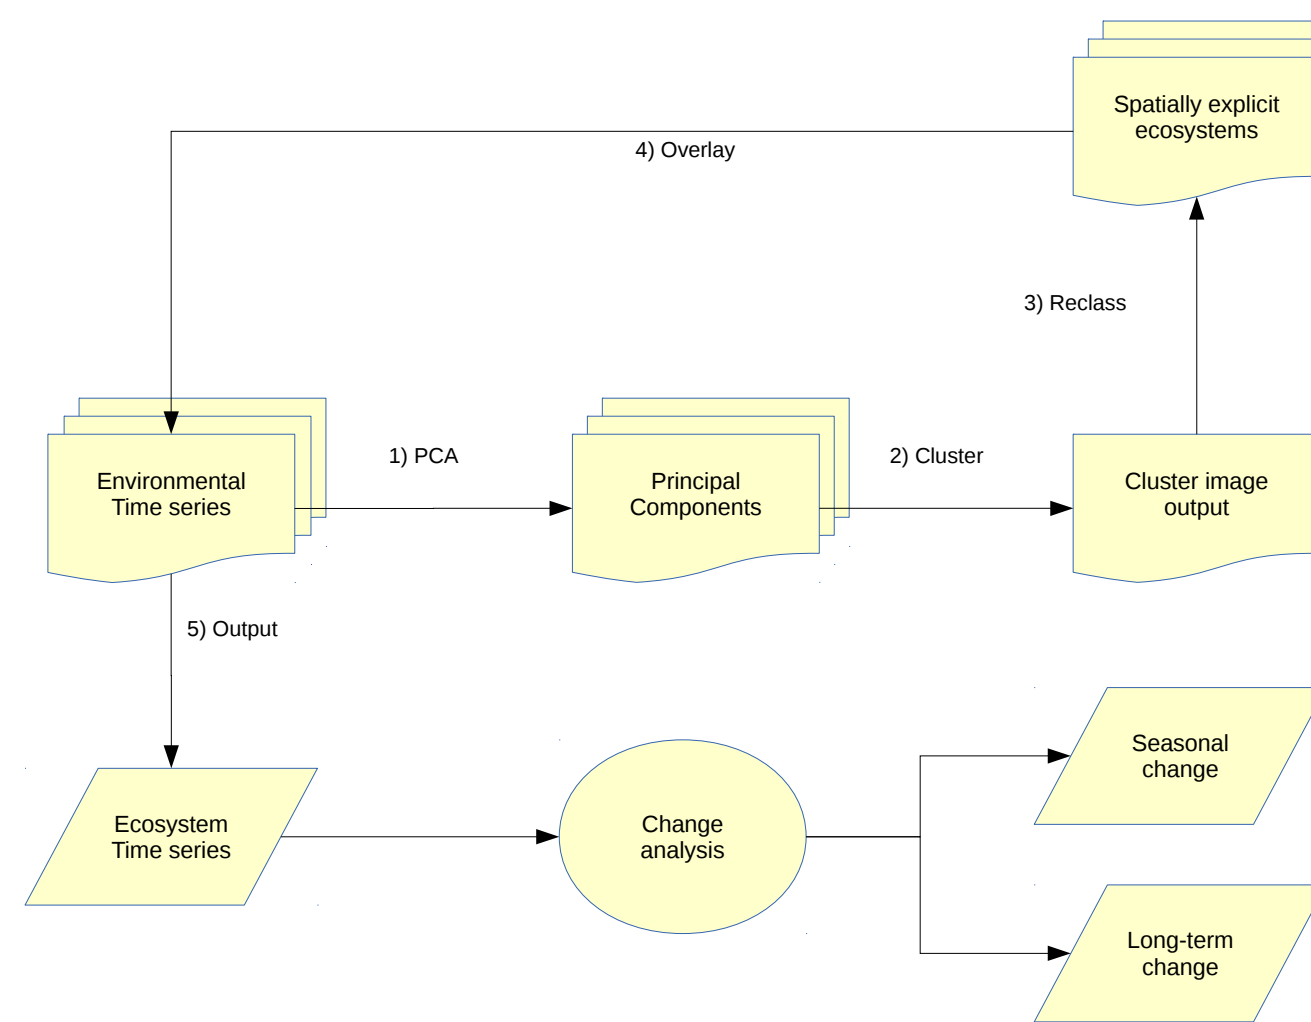 Spatially explicit
ecosystems
4) Overlay
3) Reclass
Environmental
Time series
1) PCA
Principal
Components
2) Cluster
Cluster image
output
5) Output
Seasonal
change
Ecosystem
Time series
Change
analysis
Long-term
change